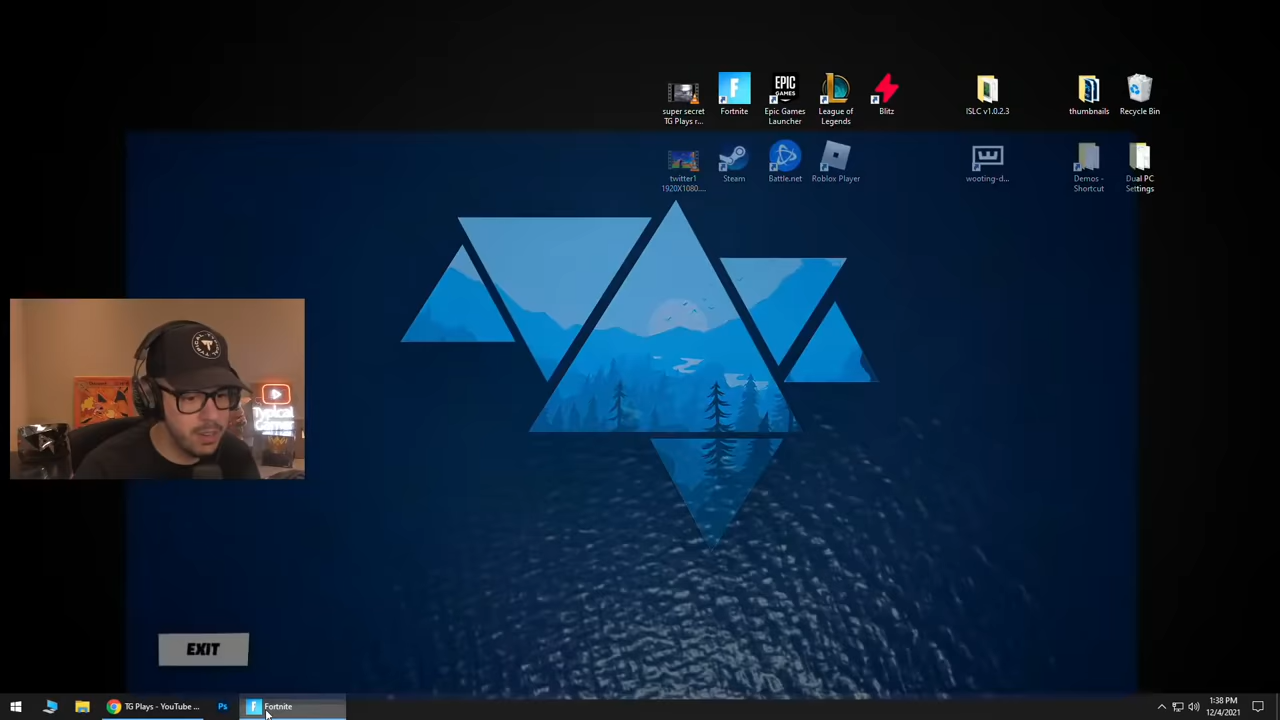 super secret
TG Plays r...
Fortnite
Epic Games
Launcher
League of
Legends
Blitz
ISLC v1.0.2.3
thumbnails
Recycle Bin
twitter1
1920X1080....
Steam
Battle.net
Roblox Player
wooting-d...
Demos -
Shortcut
Dual PC
Settings
EPIC
GAMES
Typical
Gamer
EXIT
TG Plays - YouTube ...
Ps
Fortnite
1:38 PM
12/4/2021